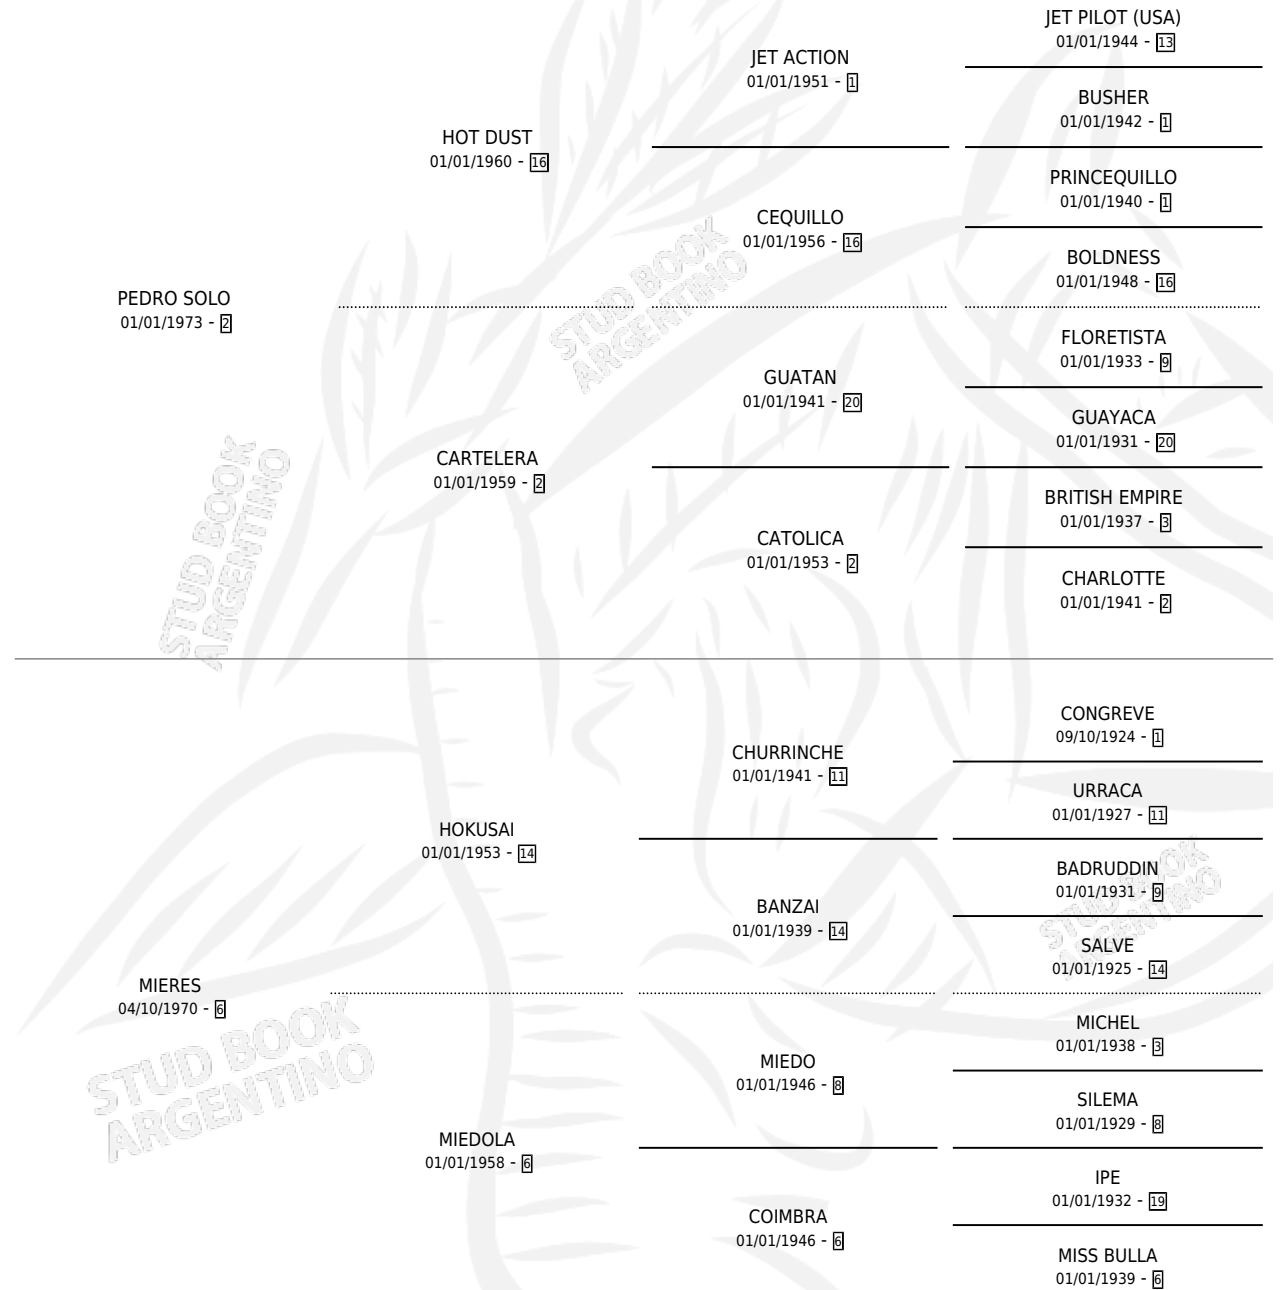 JET PILOT (USA)
01/01/1944 - 13
JET ACTION
01/01/1951 - 1
BUSHER
01/01/1942 - 1
HOT DUST
01/01/1960 - 16
PRINCEQUILLO
01/01/1940 - 1
CEQUILLO
01/01/1956 - 16
BOLDNESS
01/01/1948 - 16
PEDRO SOLO
01/01/1973 - 2
STUD BOOK
ARGENTINO
FLORETISTA
01/01/1933 - 9
GUATAN
01/01/1941 - 20
GUAYACA
01/01/1931 - 20
CARTELERA
01/01/1959 - 2
BRITISH EMPIRE
01/01/1937 - 3
CATOLICA
01/01/1953 - 2
CHARLOTTE
01/01/1941 - 2
STUD BOOK
ARGENTINO
CONGREVE
09/10/1924 - 1
CHURRINCHE
01/01/1941 - 11
URRACA
01/01/1927 - 11
HOKUSAI
01/01/1953 - 14
BADRUDDIN
01/01/1931 - 9
BANZAI
01/01/1939 - 14
SALVE
01/01/1925 - 14
STUD BOOK
ARGENTINO
MIERES
04/10/1970 - 6
MICHEL
01/01/1938 - 3
MIEDO
01/01/1946 - 8
SILEMA
01/01/1929 - 8
STUD BOOK
ARGENTINO
MIEDOLA
01/01/1958 - 6
IPE
01/01/1932 - 19
COIMBRA
01/01/1946 - 6
MISS BULLA
01/01/1939 - 6